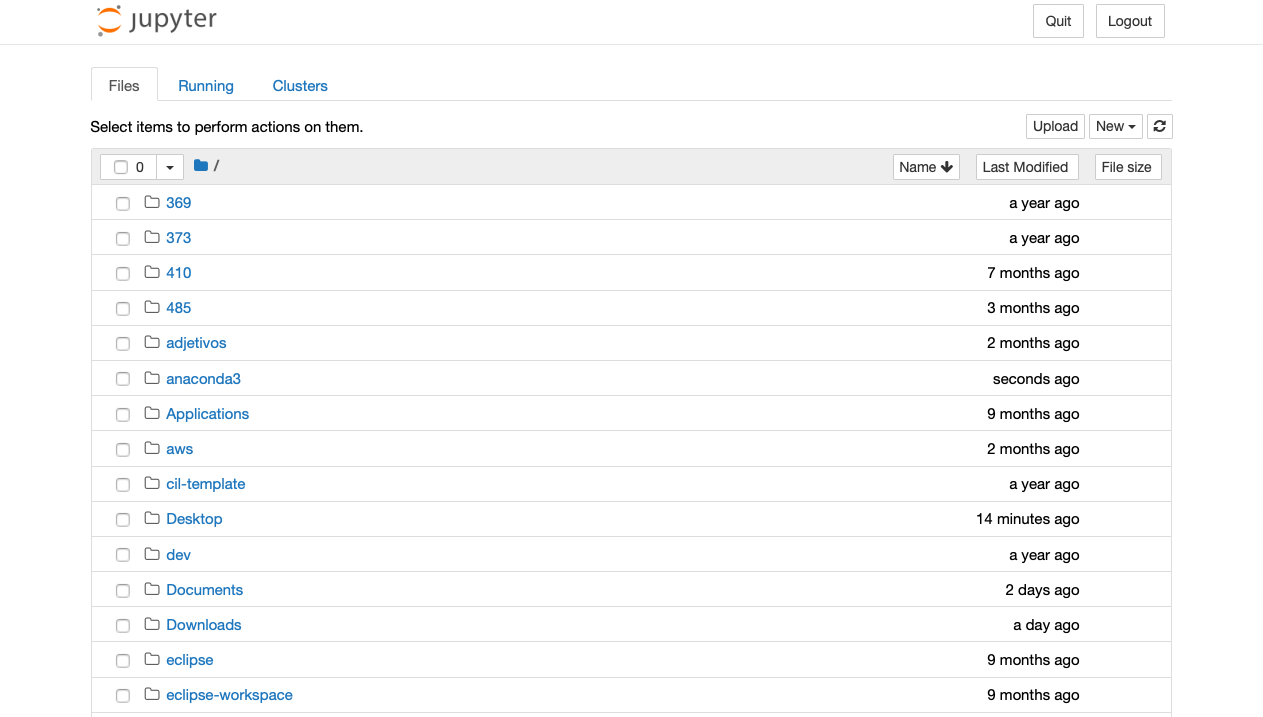 jupyter Quit Logout
Files Running Clusters
Select items to perform actions on them. Upload New
0 / Name Last Modified File size
369 a year ago
373 a year ago
410 7 months ago
485 3 months ago
adjetivos 2 months ago
anaconda3 seconds ago
Applications 9 months ago
aws 2 months ago
cil-template a year ago
Desktop 14 minutes ago
dev a year ago
Documents 2 days ago
Downloads a day ago
eclipse 9 months ago
eclipse-workspace 9 months ago